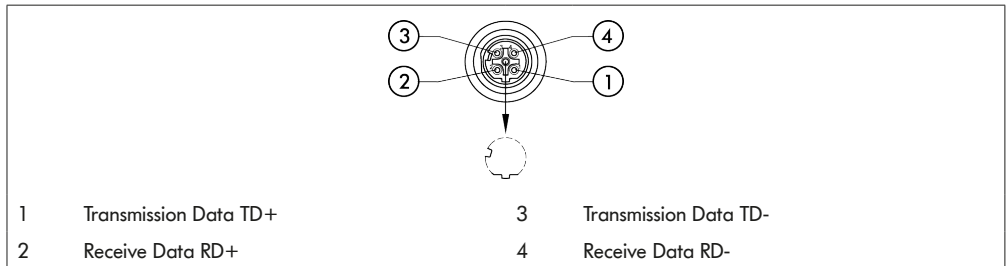 3 4
2 1
1 Transmission Data TD+ 3 Transmission Data TD-
2 Receive Data RD+ 4 Receive Data RD-